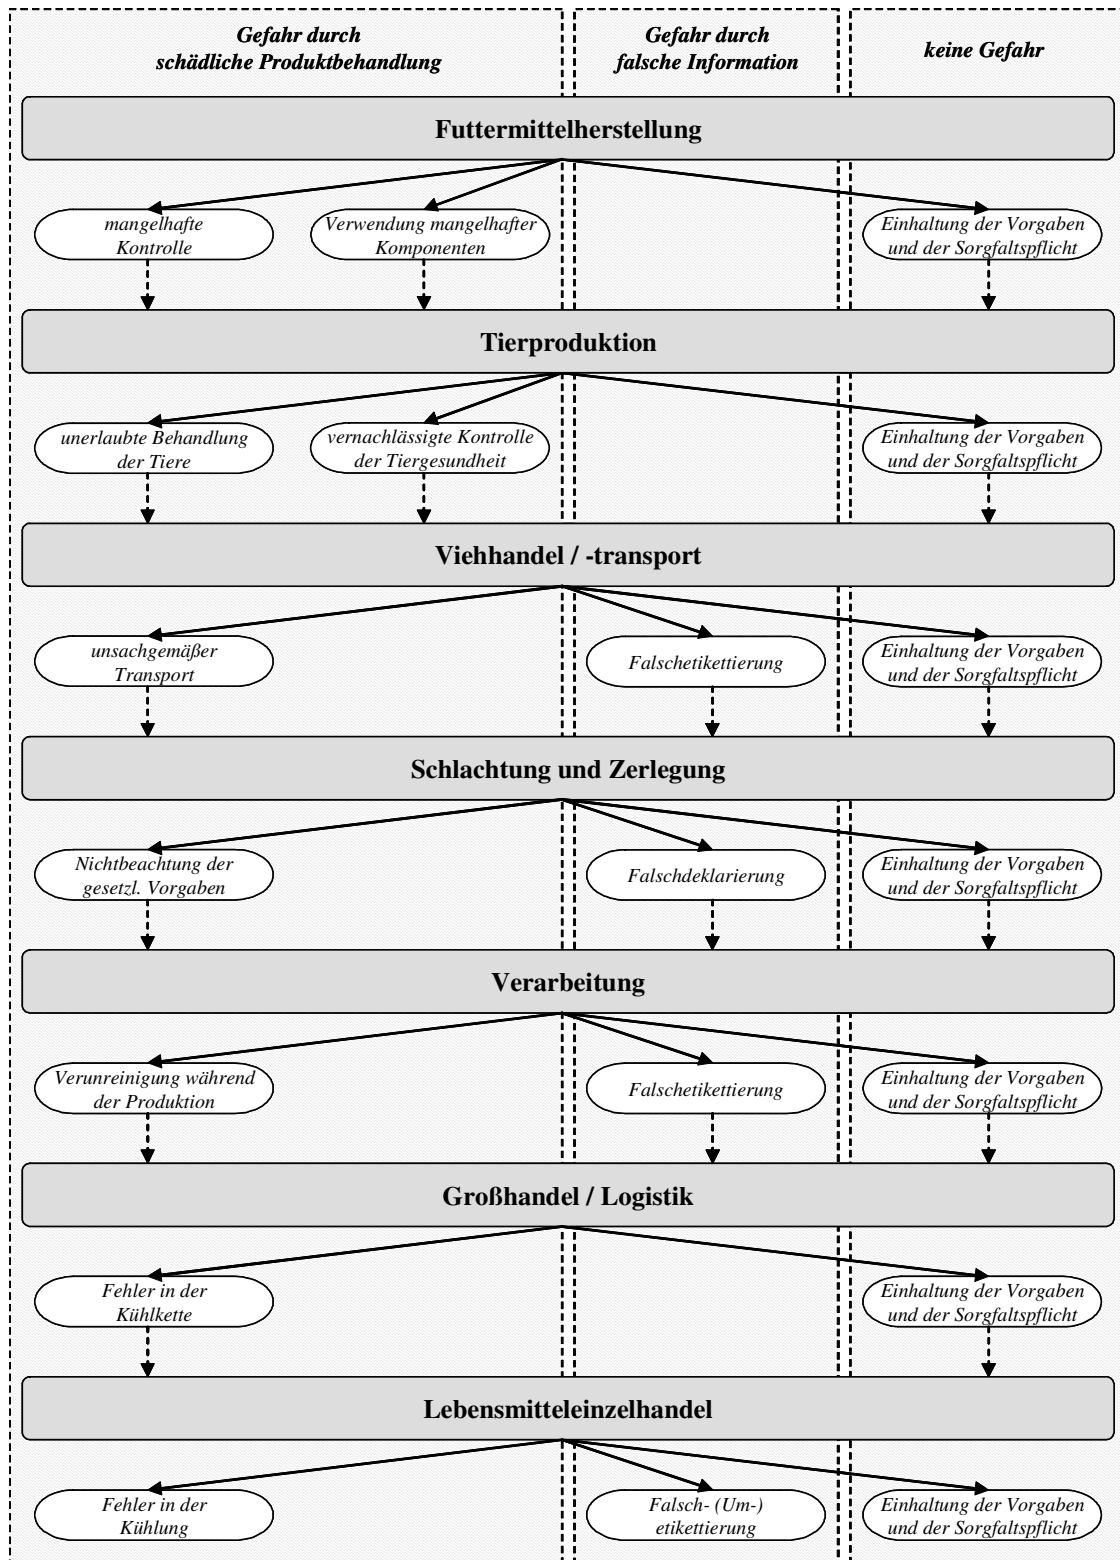 Gefahr durch
schädliche Produktbehandlung
Gefahr durch
falsche Information
keine Gefahr
Futtermittelherstellung
mangelhafte
Kontrolle
Verwendung mangelhafter
Komponenten
Einhaltung der Vorgaben
und der Sorgfaltspflicht
Tierproduktion
unerlaubte Behandlung
der Tiere
vernachlässigte Kontrolle
der Tiergesundheit
Einhaltung der Vorgaben
und der Sorgfaltspflicht
Viehhandel / -transport
unsachgemäßer
Transport
Falschetikettierung
Einhaltung der Vorgaben
und der Sorgfaltspflicht
Schlachtung und Zerlegung
Nichtbeachtung der
gesetzl. Vorgaben
Falschdeklarierung
Einhaltung der Vorgaben
und der Sorgfaltspflicht
Verarbeitung
Verunreinigung während
der Produktion
Falschetikettierung
Einhaltung der Vorgaben
und der Sorgfaltspflicht
Großhandel / Logistik
Fehler in der
Kühlkette
Einhaltung der Vorgaben
und der Sorgfaltspflicht
Lebensmitteleinzelhandel
Fehler in der
Kühlung
Falsch- (Um-)
etikettierung
Einhaltung der Vorgaben
und der Sorgfaltspflicht